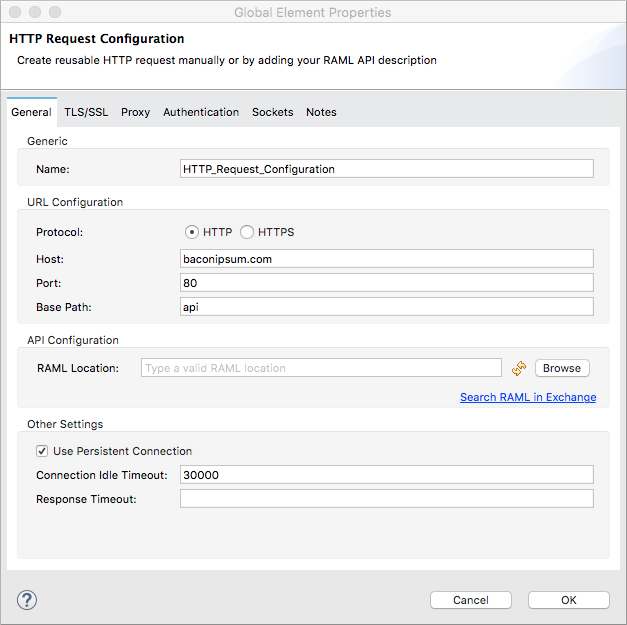 Global Element Properties
HTTP Request Configuration
Create reusable HTTP request manually or by adding your RAML API description
General TLS/SSL Proxy Authentication Sockets Notes
Generic
Name: HTTP_Request_Configuration
URL Configuration
Protocol: HTTP HTTPS
Host: baconipsum.com
Port: 80
Base Path: api
API Configuration
RAML Location: Type a valid RAML location Browse
Search RAML in Exchange
Other Settings
Use Persistent Connection
Connection Idle Timeout: 30000
Response Timeout:
? Cancel OK